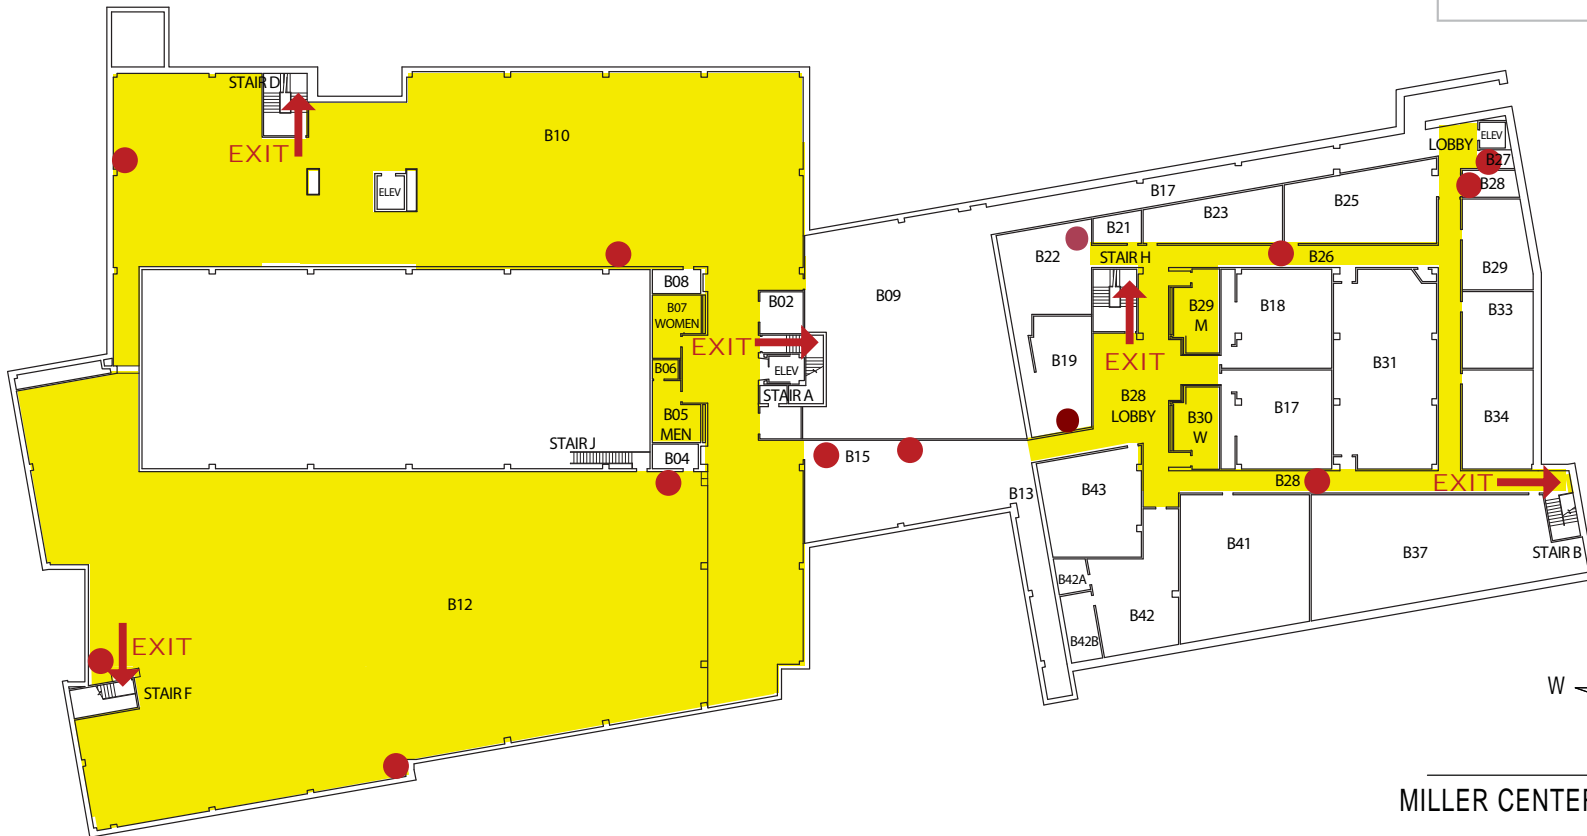 STAIR D
EXIT
B10
ELEV
LOBBY
ELEV
B27
B28
B17
B25
B23
B21
B22
STAIR H
B26
B29
B08
B02
B09
B07
WOMEN
B29
M
B18
B33
EXIT
EXIT
B19
B31
B06
ELEV
STAIR A
B28
LOBBY
B05
MEN
B30
W
B17
B34
STAIR J
B04
B15
B43
B13
B28
EXIT
B41
B37
STAIR B
B42A
B42
B42B
B12
EXIT
STAIR F
W
MILLER CENTER